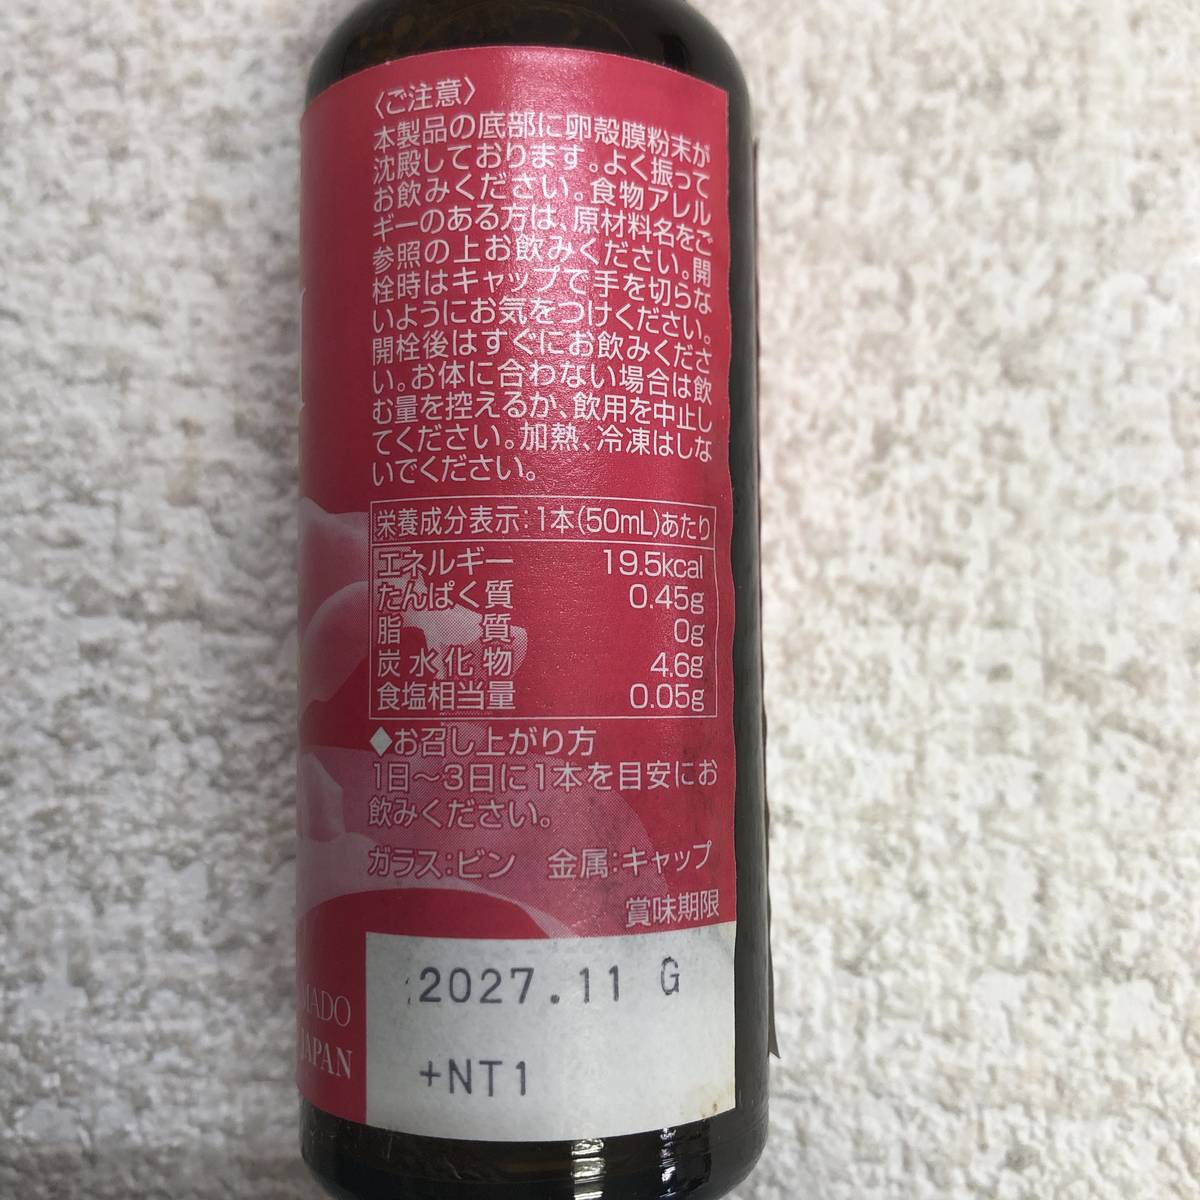 〈ご注意〉
本製品の底部に卵殻膜粉末が
沈殿しております。よく振って
お飲みください。食物アレル
ギーのある方は、原材料名をご
参照の上お飲みください。開
栓時はキャップで手を切らな
いようにお気をつけください。
開栓後はすぐにお飲みくださ
い。お体に合わない場合は飲
む量を控えるか、飲用を中止し
てください。加熱、冷凍はしな
いでください。
栄養成分表示:1本(50mL)あたり
エネルギー 19.5kcal
たんぱく質 0.45g
脂質 0g
炭水化物 4.6g
食塩相当量 0.05g
◆お召し上がり方
1日～3日に1本を目安にお
飲みください。
ガラス:ビン 金属:キャップ
賞味期限
2027.11 G
+NT1
MADO
JAPAN